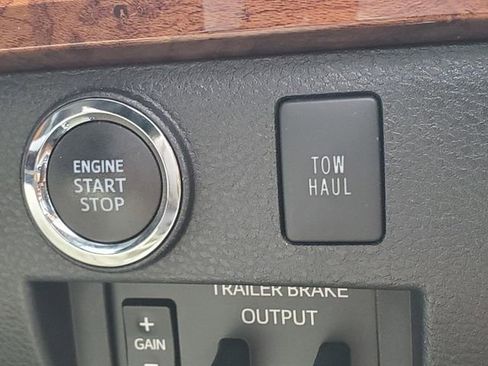 ENGINE
START
STOP
TOW
HAUL
TRAILER BRAKE
OUTPUT
+
GAIN